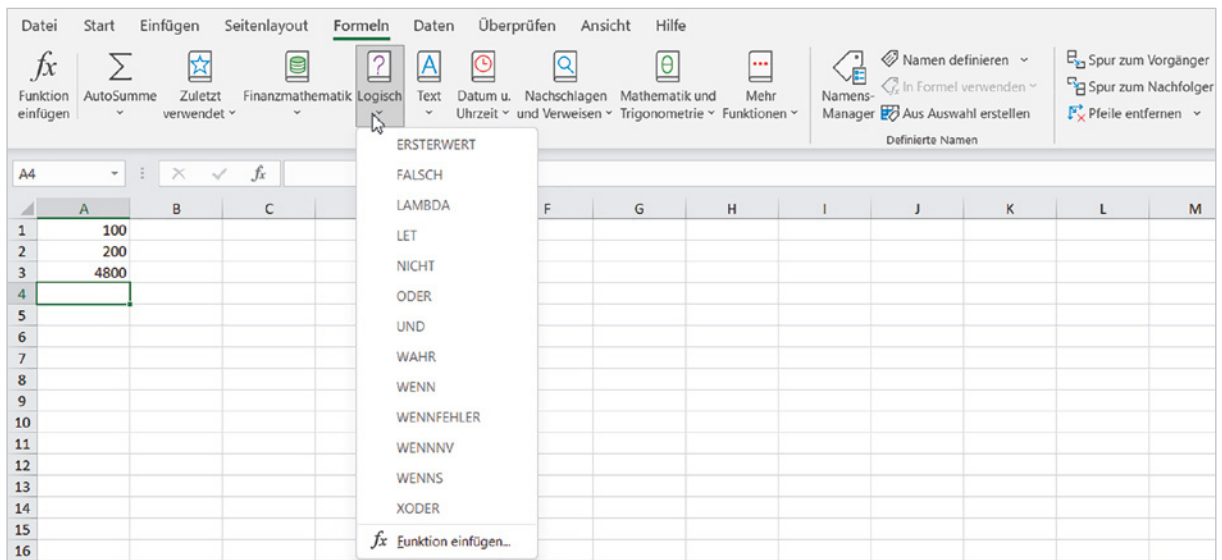 Datei Start Einfügen Seitenlayout Formeln Daten Überprüfen Ansicht Hilfe
fx
Funktion einfügen
AutoSumme
Zuletzt verwendet
Finanzmathematik
Logisch
Text
Datum u. Uhrzeit
Nachschlagen und Verweisen
Mathematik und Trigonometrie
Mehr Funktionen
Namens-Manager
Namen definieren
In Formel verwenden
Aus Auswahl erstellen
Definierte Namen
Spur zum Vorgänger
Spur zum Nachfolger
Pfeile entfernen
A4 fx
A B C F G H I J K L M
1 100
2 200
3 4800
4
5
6
7
8
9
10
11
12
13
14
15
16
ERSTERWERT
FALSCH
LAMBDA
LET
NICHT
ODER
UND
WAHR
WENN
WENNFEHLER
WENNNV
WENNS
XODER
fx Funktion einfügen...